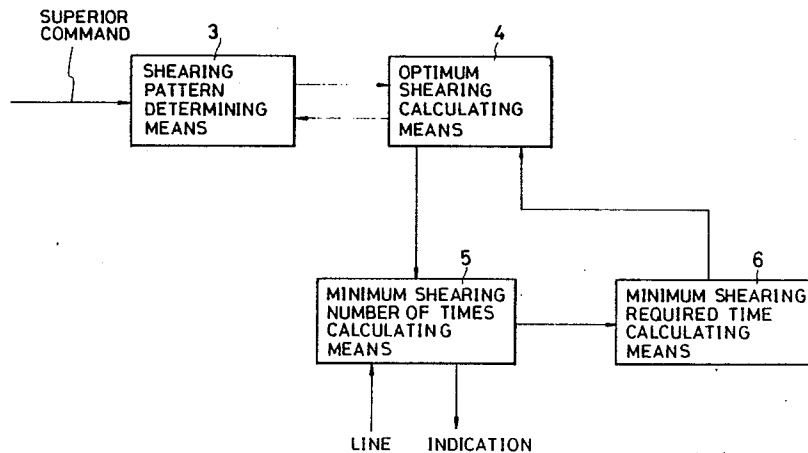 SUPERIOR
COMMAND
3
SHEARING
PATTERN
DETERMINING
MEANS
4
OPTIMUM
SHEARING
CALCULATING
MEANS
5
MINIMUM SHEARING
NUMBER OF TIMES
CALCULATING
MEANS
6
MINIMUM SHEARING
REQUIRED TIME
CALCULATING
MEANS
LINE
INDICATION